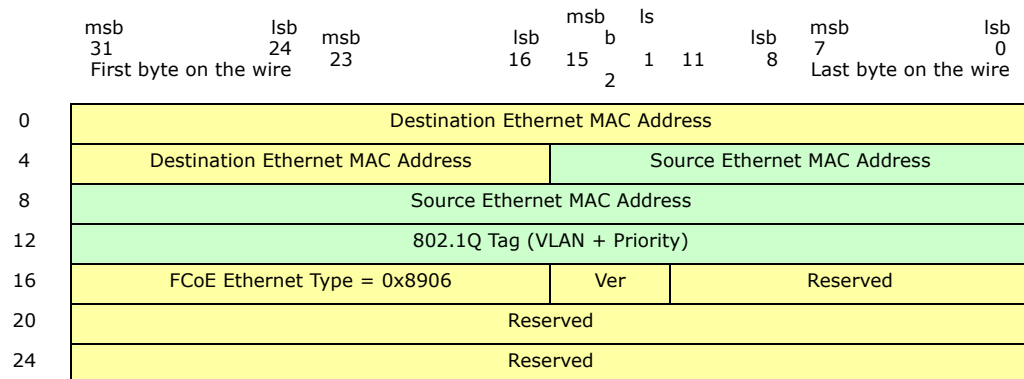 msb lsb msb lsb msb ls lsb msb lsb
31 24 23 16 15 b 1 11 8 7 0
2
First byte on the wire Last byte on the wire
0 Destination Ethernet MAC Address
4 Destination Ethernet MAC Address Source Ethernet MAC Address
8 Source Ethernet MAC Address
12 802.1Q Tag (VLAN + Priority)
16 FCoE Ethernet Type = 0x8906 Ver Reserved
20 Reserved
24 Reserved